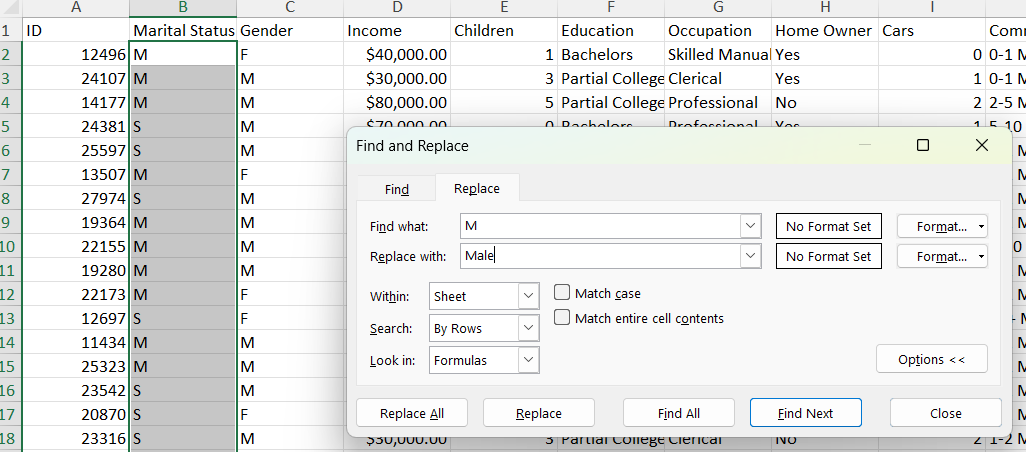 A B C D E F G H I
1 ID Marital Status Gender Income Children Education Occupation Home Owner Cars
2 12496 M F $40,000.00 1 Bachelors Skilled Manual Yes 0 0-1 M
3 24107 M M $30,000.00 3 Partial College Clerical Yes 1 0-1 M
4 14177 M M $80,000.00 5 Partial College Professional No 2 2-5 M
5 24381 S M $70,000.00 0 Bachelors Professional Yes 1 5-10
6 25597 S M
7 13507 M F
8 27974 S M
9 19364 M M
10 22155 M M
11 19280 M M
12 22173 M F
13 12697 S F
14 11434 M M
15 25323 M M
16 23542 S M
17 20870 S F
18 23316 S M $30,000.00 3 Partial College Clerical No 2 1-2 M
Find and Replace
Find Replace
Find what: M No Format Set Format...
Replace with: Male No Format Set Format...
Within: Sheet Match case
Search: By Rows Match entire cell contents
Look in: Formulas Options <<
Replace All Replace Find All Find Next Close